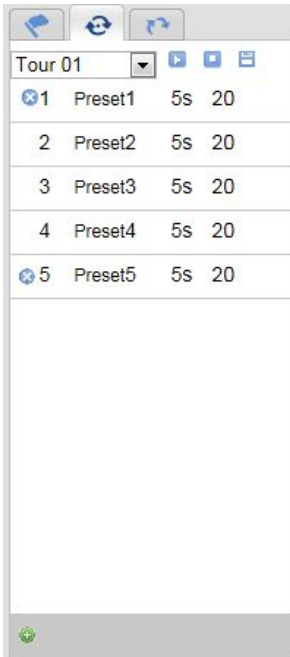 Tour 01
1 Preset1 5s 20
2 Preset2 5s 20
3 Preset3 5s 20
4 Preset4 5s 20
5 Preset5 5s 20